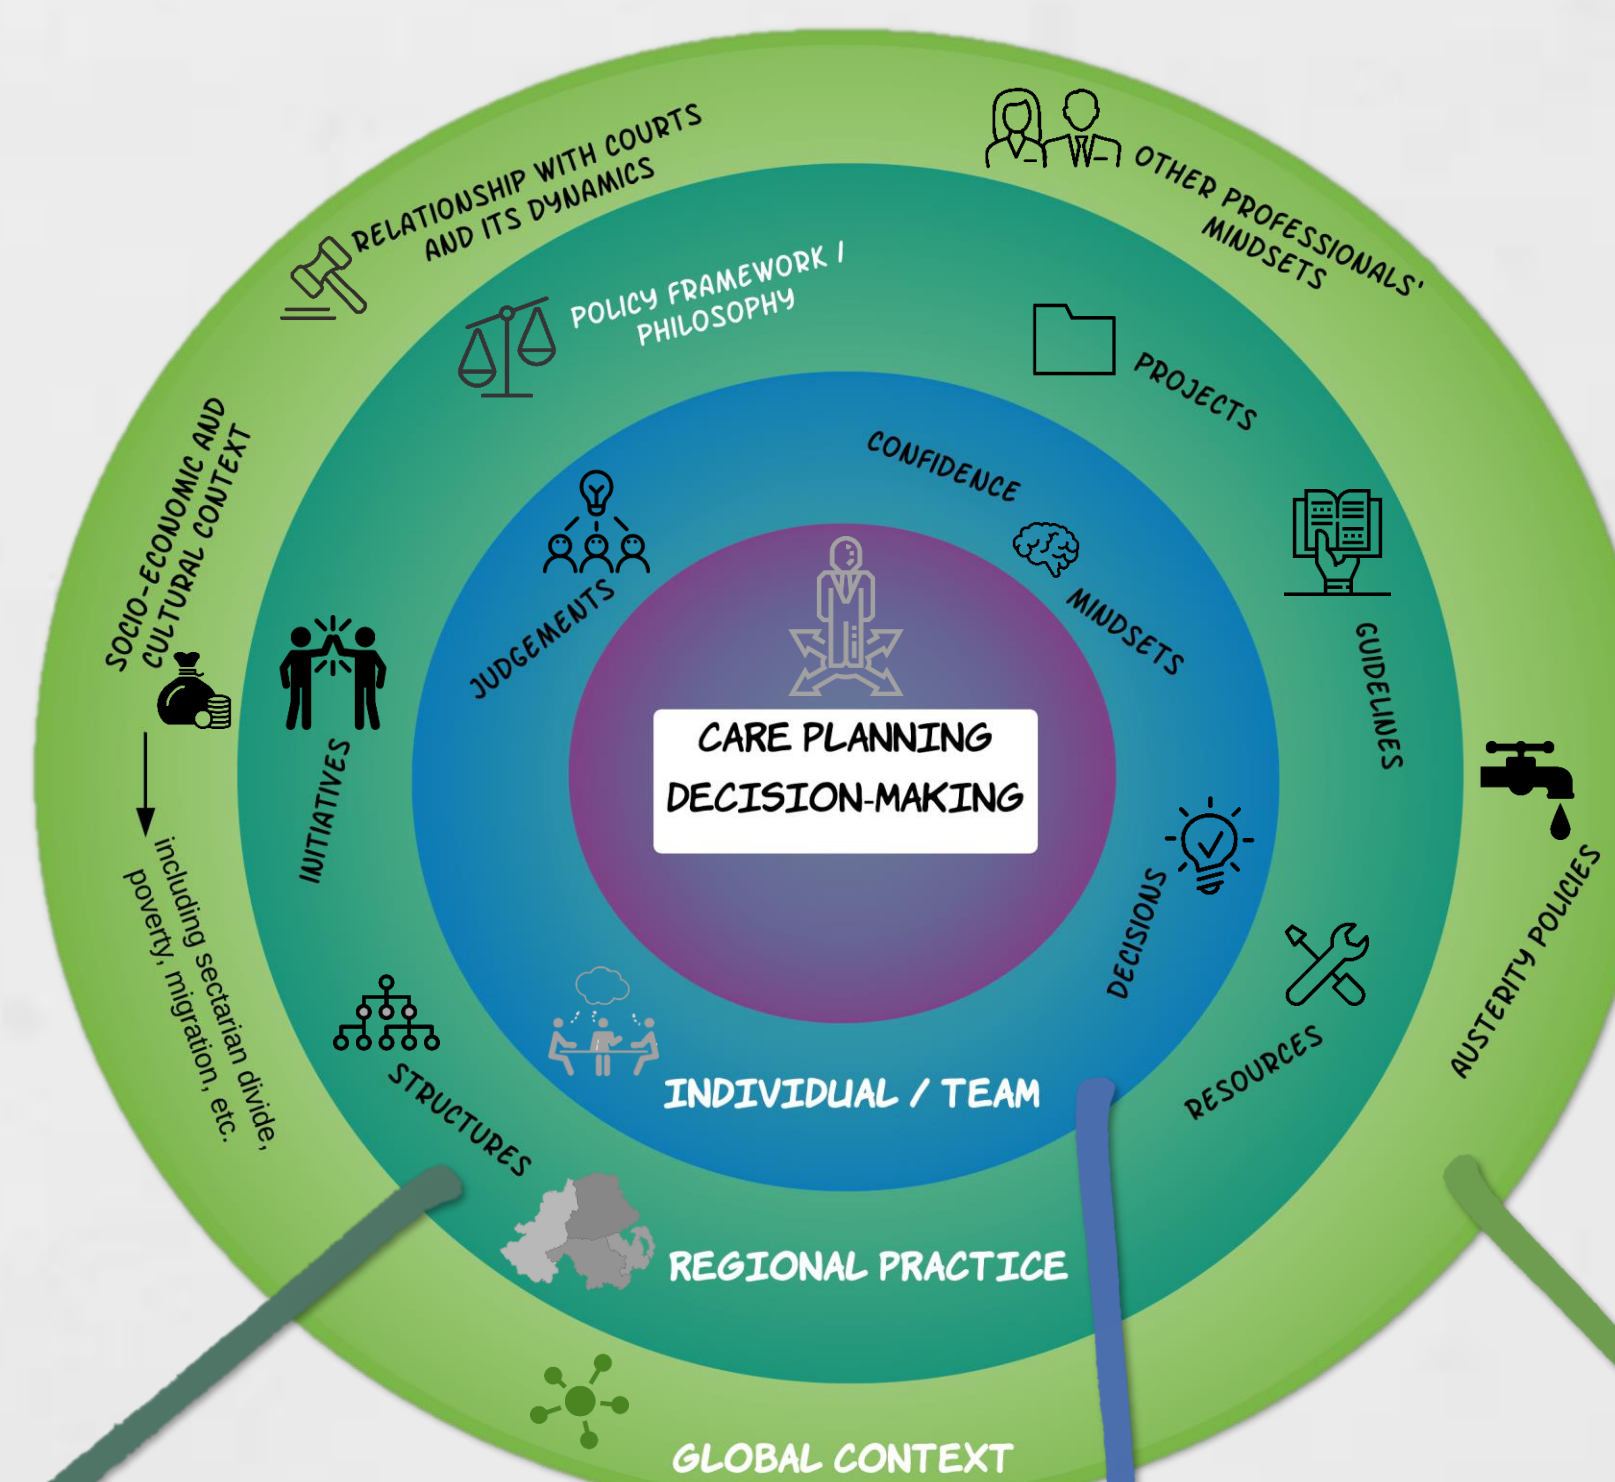 RELATIONSHIP WITH COURTS
AND ITS DYNAMICS
OTHER PROFESSIONALS'
MINDSETS
POLICY FRAMEWORK /
PHILOSOPHY
PROJECTS
SOCIO-ECONOMIC AND
CULTURAL CONTEXT
CONFIDENCE
MINDSETS
JUDGEMENTS
GUIDELINES
INITIATIVES
CARE PLANNING
DECISION-MAKING
including sectarian divide,
poverty, migration, etc.
DECISIONS
AUSTERITY POLICIES
STRUCTURES
RESOURCES
INDIVIDUAL / TEAM
REGIONAL PRACTICE
GLOBAL CONTEXT